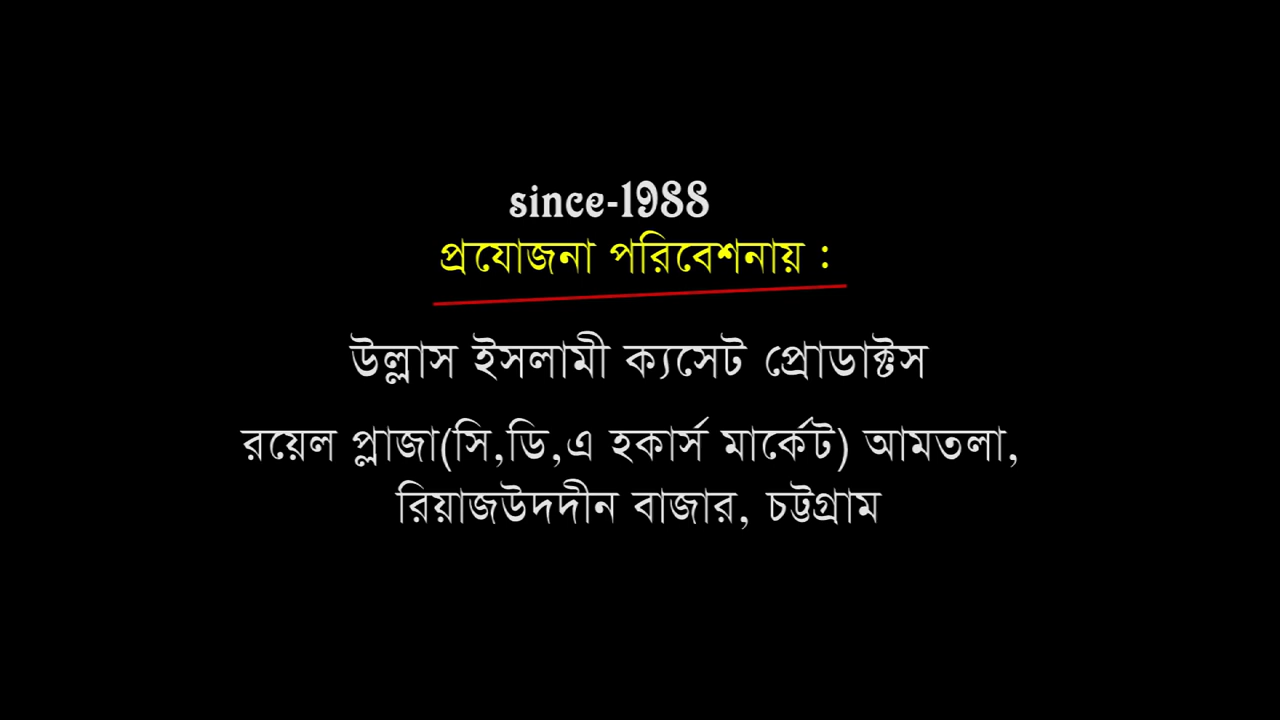 since-1988
প্রযোজনা পরিবেশনায় :
উল্লাস ইসলামী ক্যসেট প্রোডাক্টস
রয়েল প্লাজা(সি,ডি,এ হকার্স মার্কেট) আমতলা,
রিয়াজউদদীন বাজার, চট্টগ্রাম